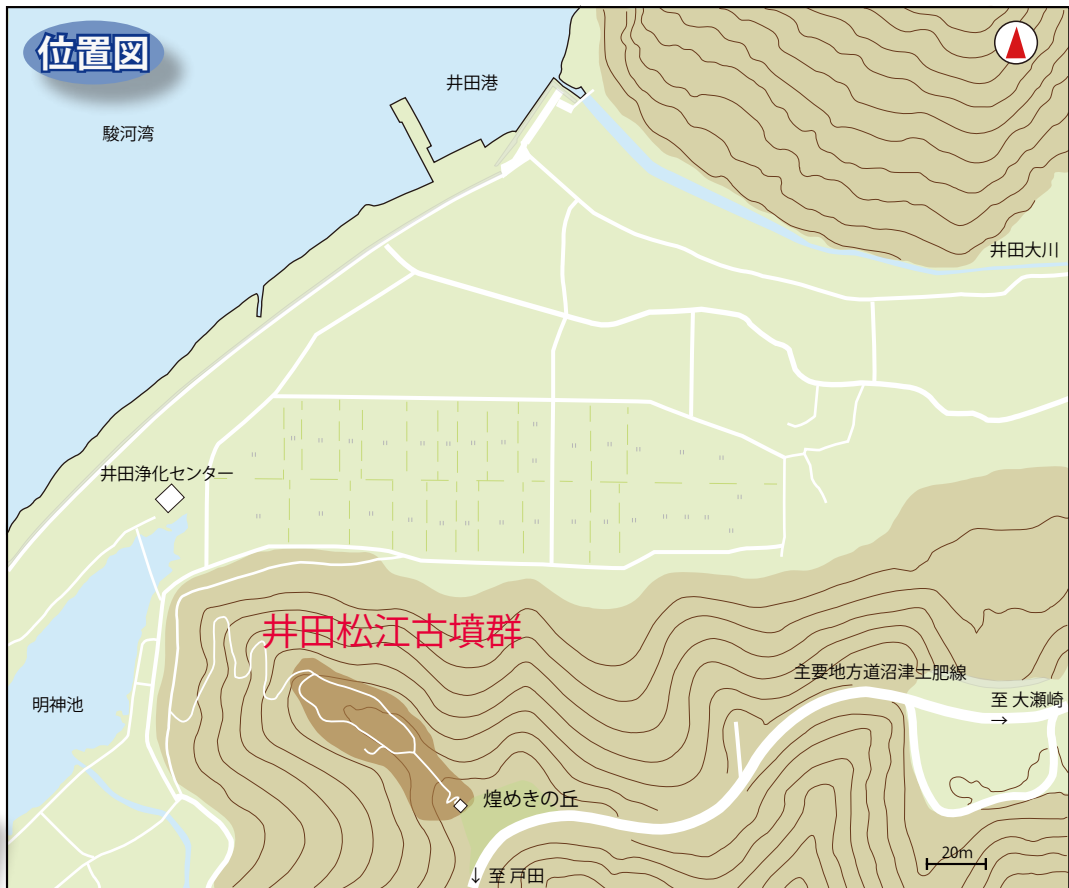 位置図
井田港
駿河湾
井田大川
井田浄化センター
井田松江古墳群
主要地方道沼津土肥線
至 大瀬崎
→
明神池
煌めきの丘
20m
↓ 至 戸田